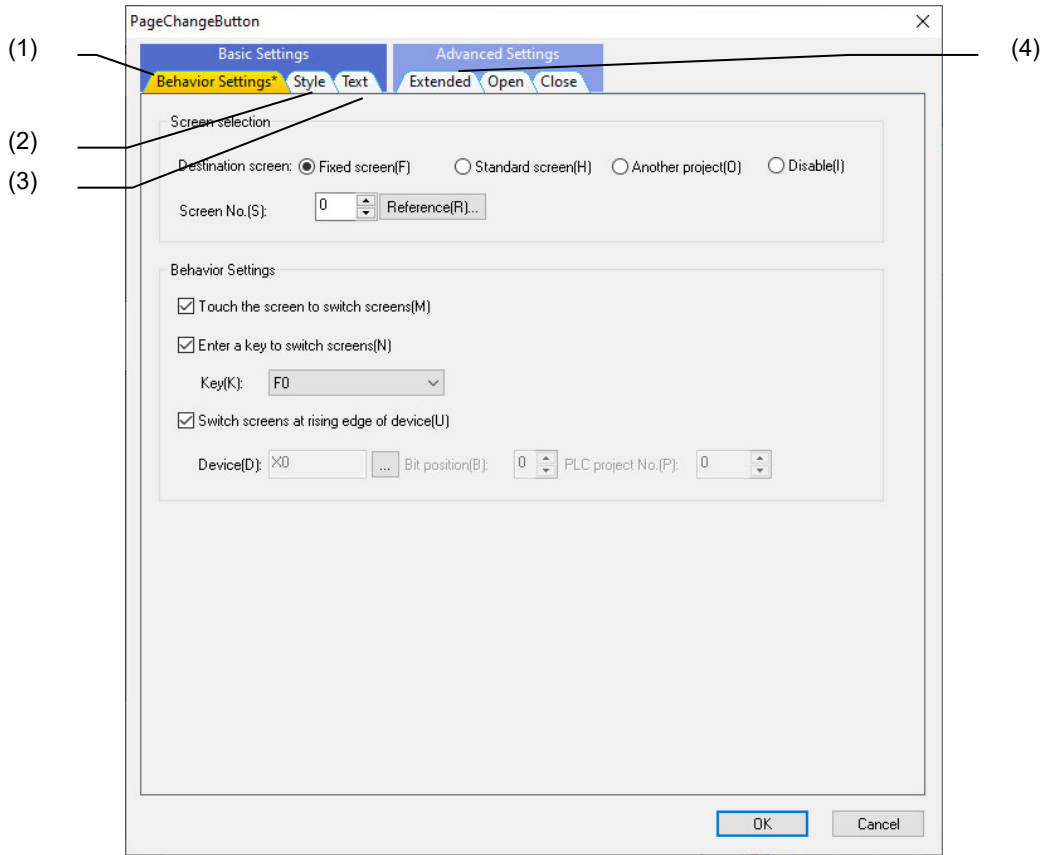 PageChangeButton
(1)
Basic Settings
Advanced Settings
(4)
Behavior Settings* Style Text Extended Open Close
Screen selection
(2)
Destination screen: Fixed screen(F) Standard screen(H) Another project(O) Disable(I)
(3)
Screen No.(S): 0 Reference(R)...
Behavior Settings
Touch the screen to switch screens(M)
Enter a key to switch screens(N)
Key(K): F0
Switch screens at rising edge of device(U)
Device(D): X0 ... Bit position(B): 0 PLC project No.(P): 0
OK Cancel